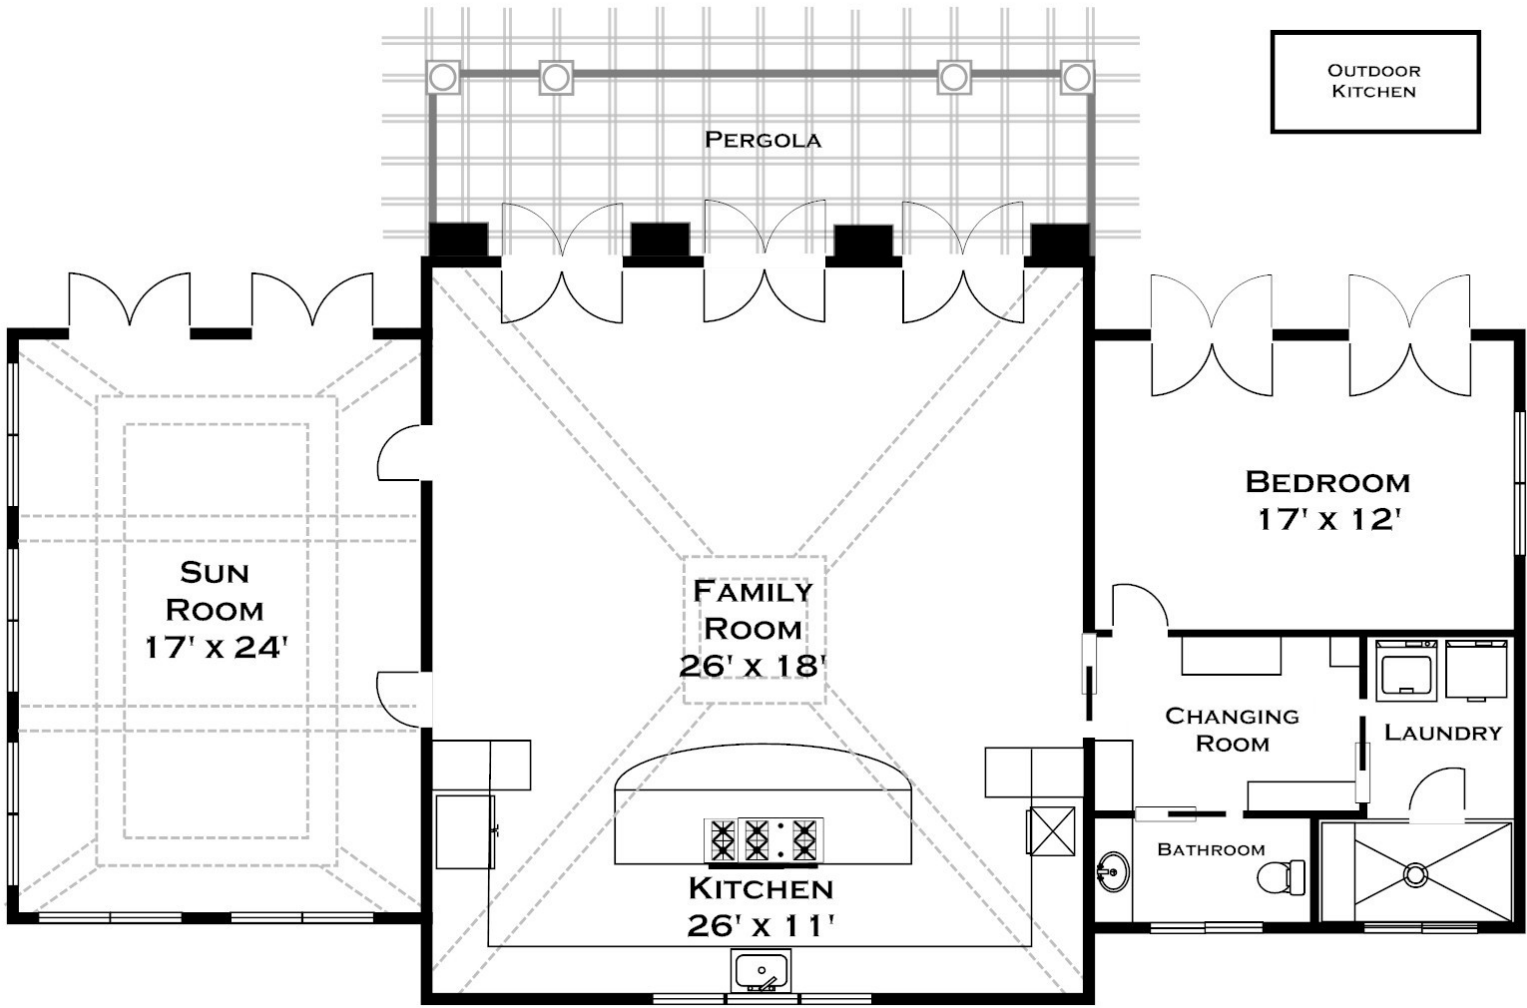 OUTDOOR
KITCHEN
PERGOLA
BEDROOM
17' X 12'
SUN
ROOM
17' X 24'
FAMILY
ROOM
26' X 18'
CHANGING
ROOM
LAUNDRY
BATHROOM
KITCHEN
26' X 11'